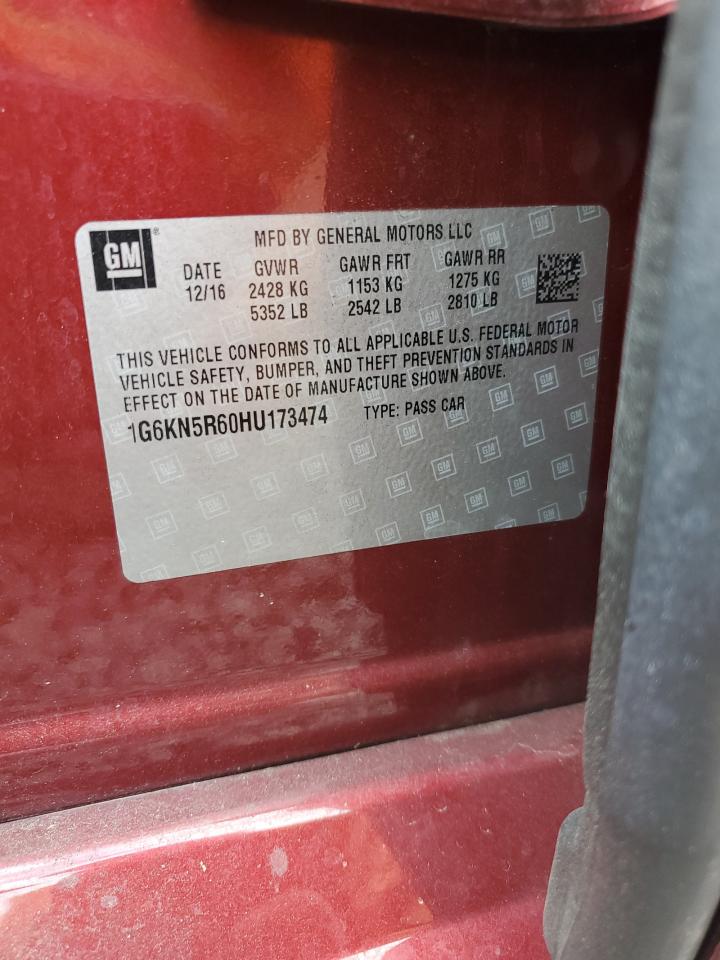 GM
MFD BY GENERAL MOTORS LLC
DATE GVWR GAWR FRT GAWR RR
12/16 2428 KG 1153 KG 1275 KG
5352 LB 2542 LB 2810 LB
THIS VEHICLE CONFORMS TO ALL APPLICABLE U.S. FEDERAL MOTOR
VEHICLE SAFETY, BUMPER, AND THEFT PREVENTION STANDARDS IN
EFFECT ON THE DATE OF MANUFACTURE SHOWN ABOVE.
1G6KN5R60HU173474 TYPE: PASS CAR